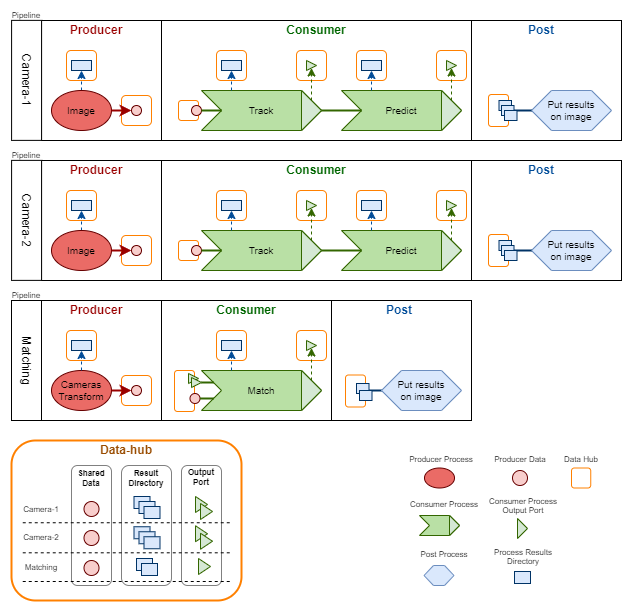 Pipeline
Producer
Consumer
Post
Camera-1
Image
Track
Predict
Put results
on image
Pipeline
Producer
Consumer
Post
Camera-2
Image
Track
Predict
Put results
on image
Pipeline
Producer
Consumer
Post
Matching
Cameras
Transform
Match
Put results
on image
Data-hub
Shared
Data
Result
Directory
Output
Port
Camera-1
Camera-2
Matching
Producer Process
Producer Data
Data Hub
Consumer Process
Consumer Process
Output Port
Post Process
Process Results
Directory